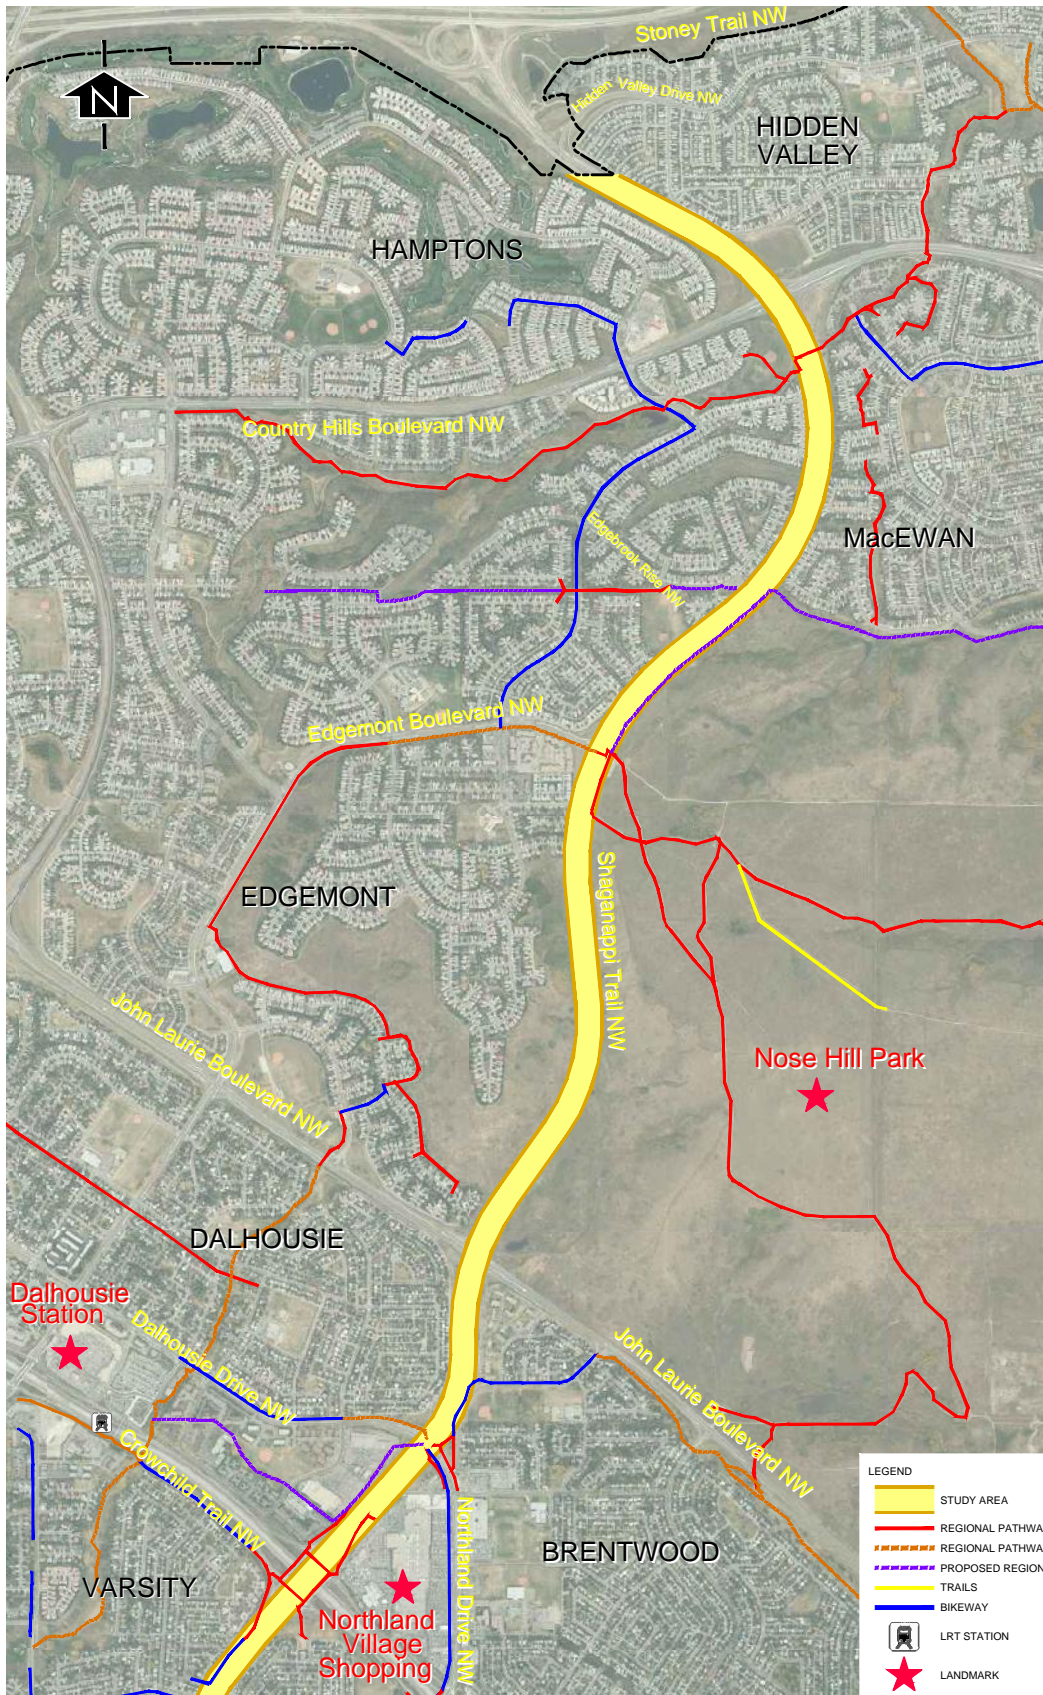 Stoney Trail NW
N
Hidden Valley Drive NW
HIDDEN
VALLEY
HAMPTONS
Country Hills Boulevard NW
Edgebrook Rise NW
MacEWAN
Edgemont Boulevard NW
EDGEMONT
Shaganappi Trail NW
John Laurie Boulevard NW
Nose Hill Park
DALHOUSIE
Dalhousie
Station
Dalhousie Drive NW
John Laurie Boulevard NW
Crowchild Trail NW
Northland Drive NW
BRENTWOOD
VARSITY
Northland
Village
Shopping
LEGEND
STUDY AREA
REGIONAL PATHWA
REGIONAL PATHWA
PROPOSED REGION
TRAILS
BIKEWAY
LRT STATION
LANDMARK